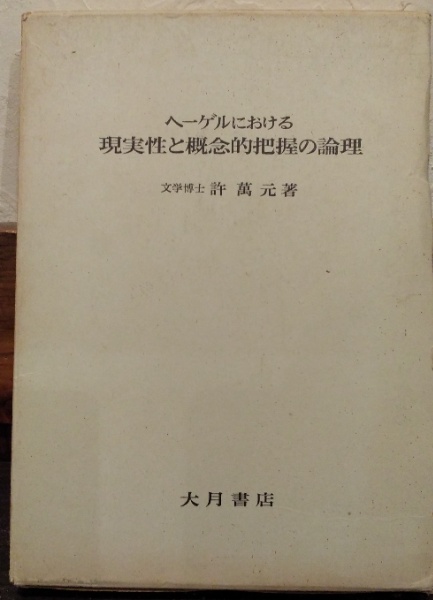 ヘーゲルにおける
現実性と概念的把握の論理
文学博士 許萬元著
大月書店